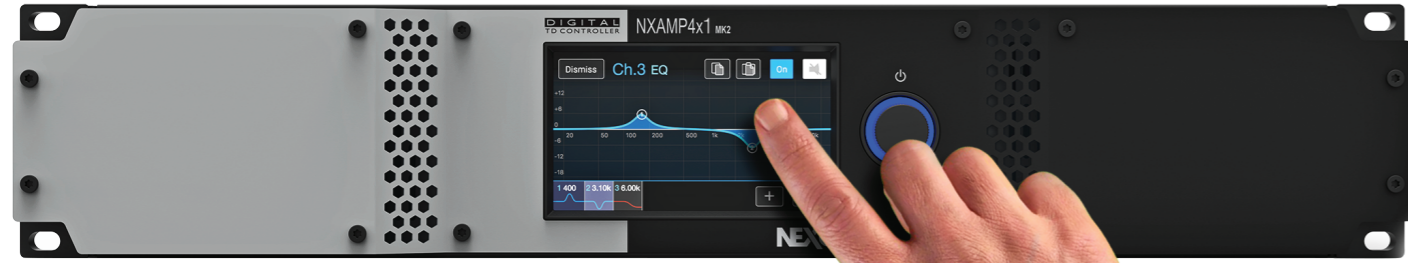 DIGITAL
TD CONTROLLER
NXAMP4x1 MK2
Dismiss Ch.3 EQ On
+12
+6
0
20 50 100 200 500 1k
-6
-12
-18
1 400 2 3.10k 3 6.00k
+